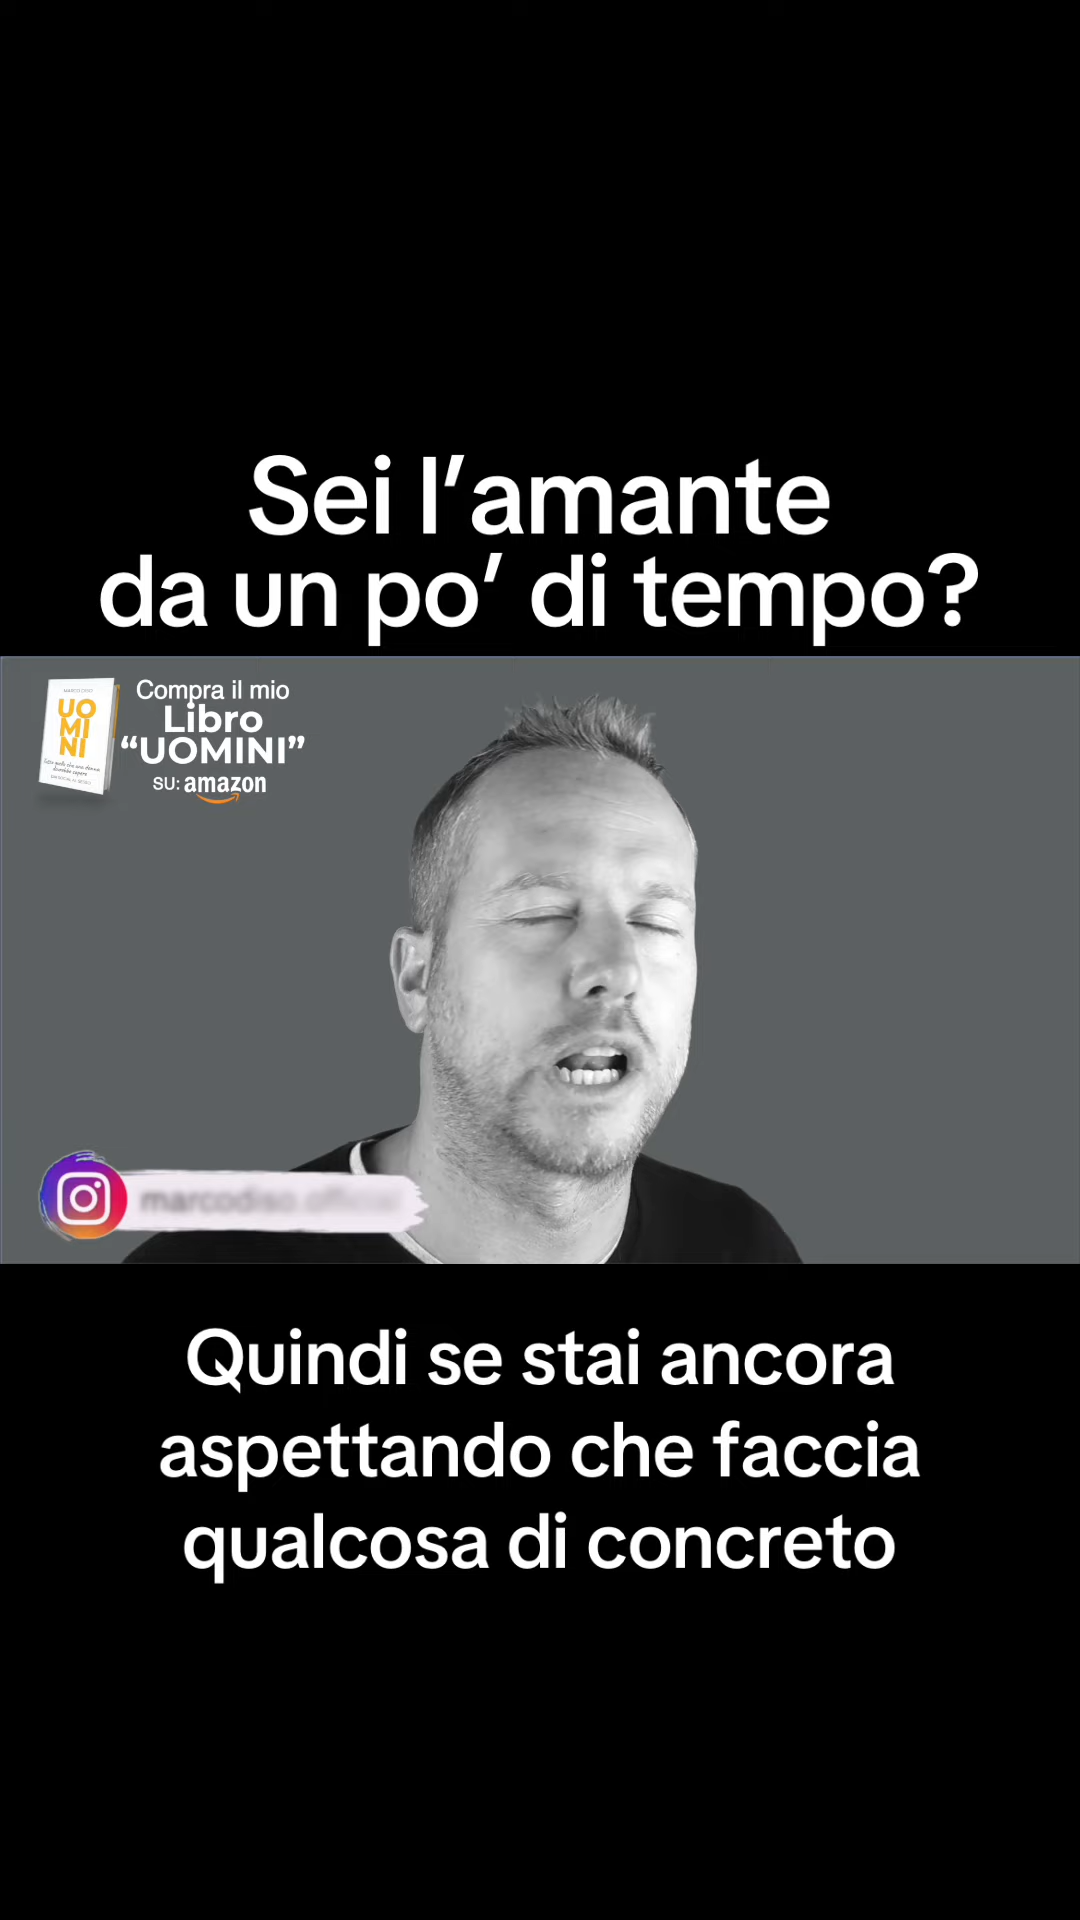 Sei l’amante
da un po’ di tempo?
Compra il mio
Libro
“UOMINI”
SU: amazon
UO
MI
NI
Quindi se stai ancora
aspettando che faccia
qualcosa di concreto